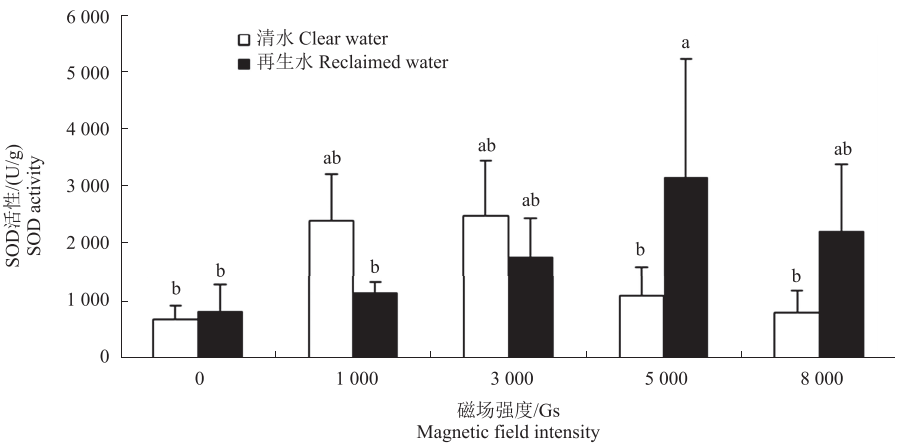 6 000
5 000
4 000
3 000
2 000
1 000
0
SOD活性/(U/g)
SOD activity
清水 Clear water
再生水 Reclaimed water
b
b
ab
b
ab
ab
b
a
b
ab
0
1 000
3 000
5 000
8 000
磁场强度/Gs
Magnetic field intensity